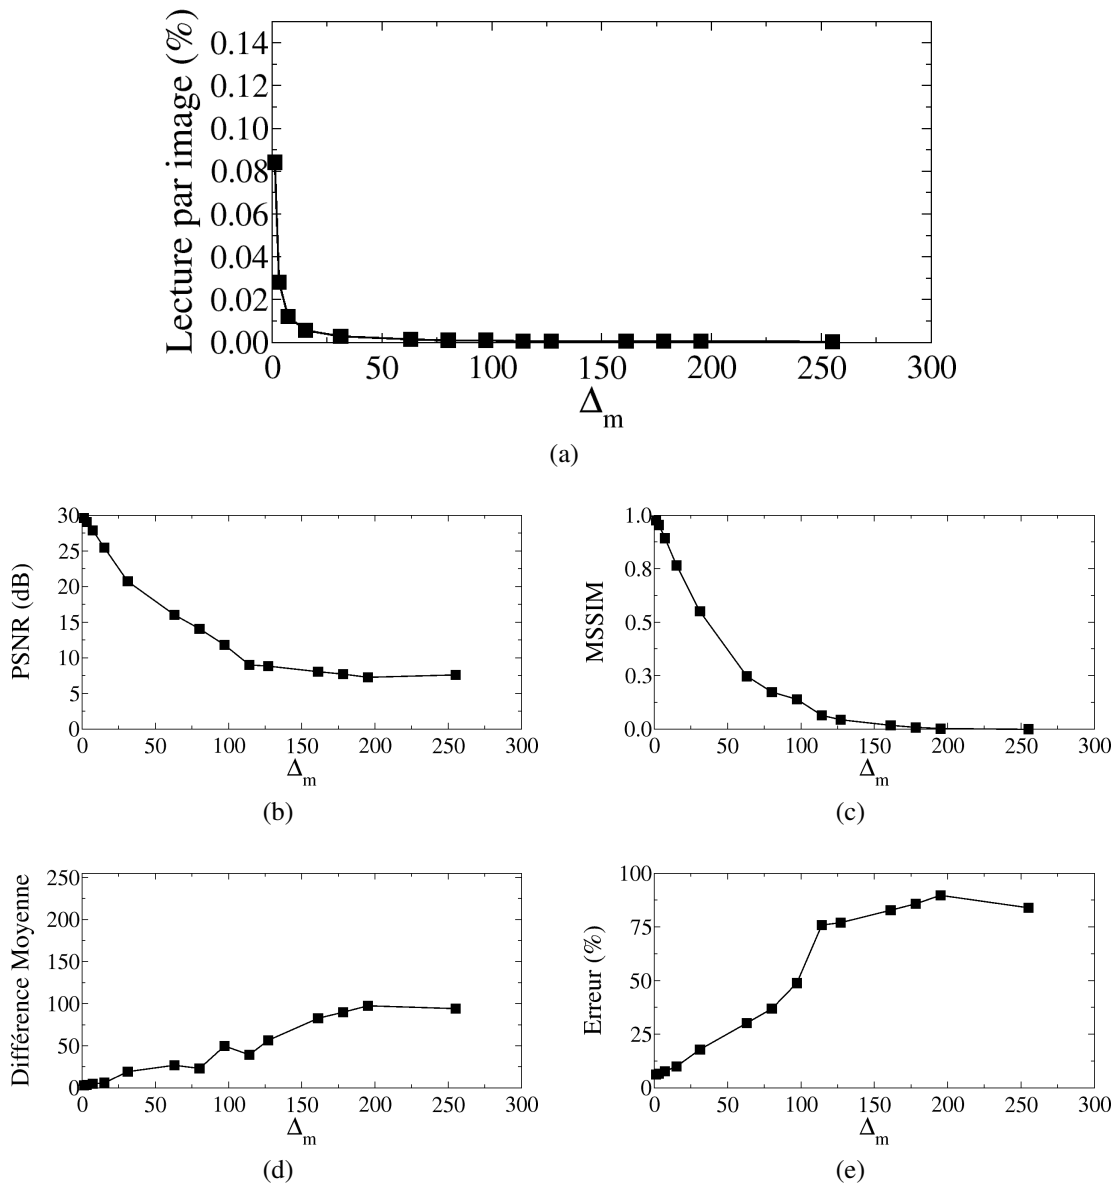 Lecture par image (%)
0.14
0.12
0.10
0.08
0.06
0.04
0.02
0.00
0 50 100 150 200 250 300
Δm
(a)
PSNR (dB)
30
25
20
15
10
5
0
0 50 100 150 200 250 300
Δm
(b)
MSSIM
1.0
0.8
0.5
0.3
0.0
0 50 100 150 200 250 300
Δm
(c)
Différence Moyenne
250
200
150
100
50
0
0 50 100 150 200 250 300
Δm
(d)
Erreur (%)
100
75
50
25
0
0 50 100 150 200 250 300
Δm
(e)